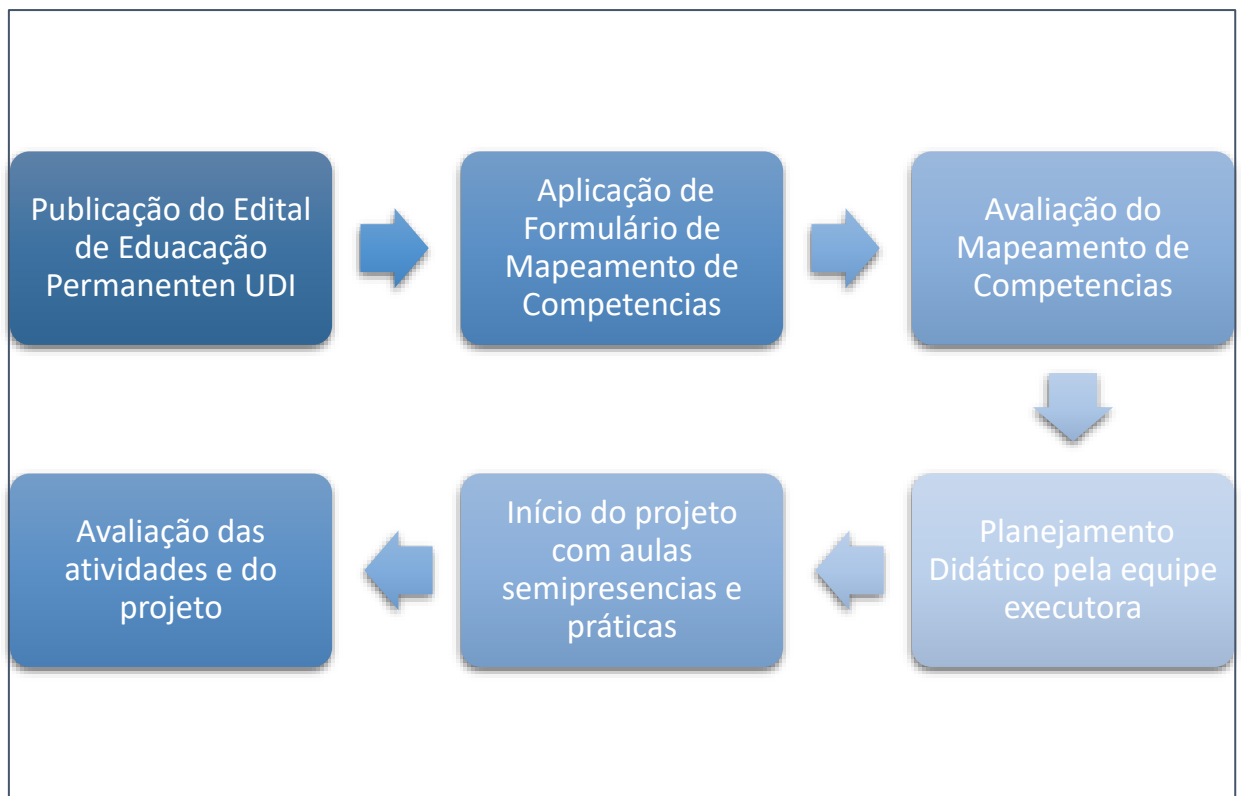 Publicação do Edital
de Eduacação
Permanenten UDI
Aplicação de
Formulário de
Mapeamento de
Competencias
Avaliação do
Mapeamento de
Competencias
Planejamento
Didático pela equipe
executora
Início do projeto
com aulas
semipresencias e
práticas
Avaliação das
atividades e do
projeto